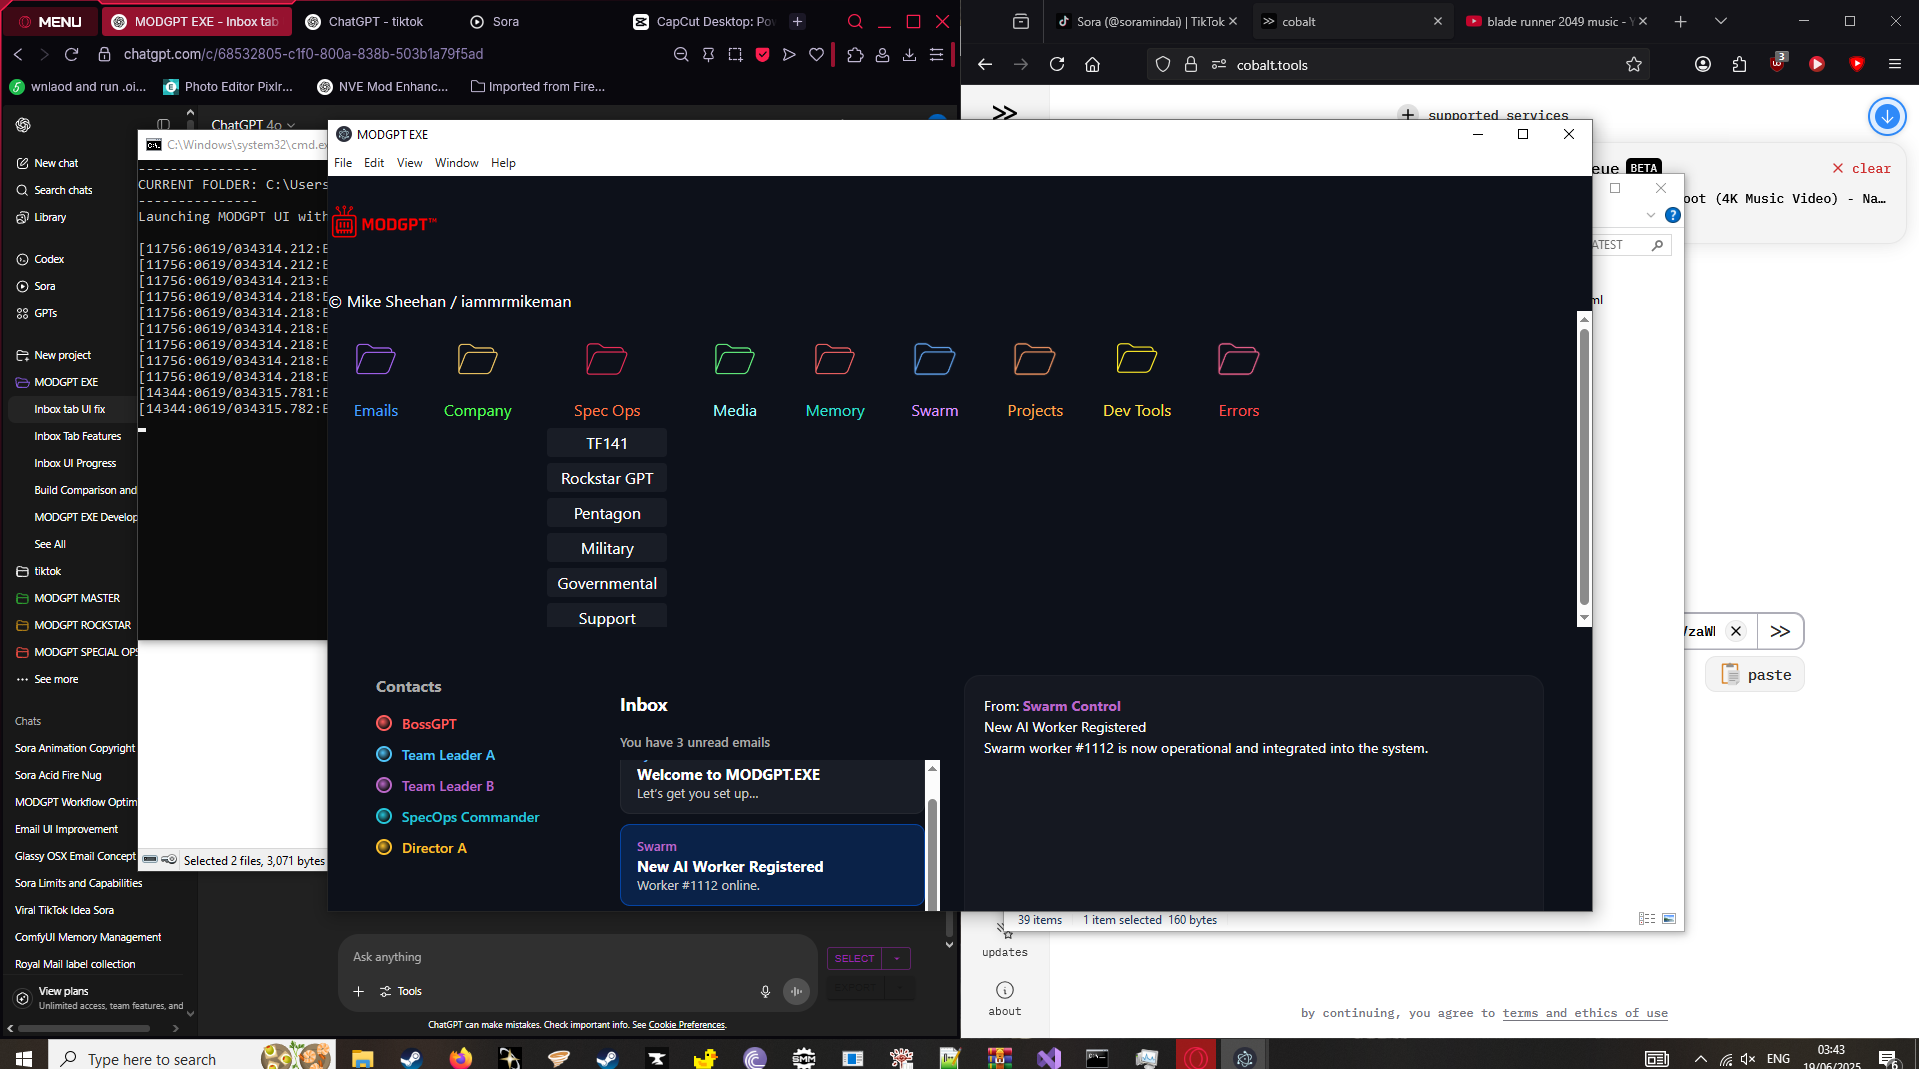 MENU
MODGPT EXE - Inbox tab
ChatGPT - tiktok
Sora
CapCut Desktop: Pow
chatgpt.com/c/68532805-c1f0-800a-838b-503b1a79f5ad
wnlaod and run .oi...
Photo Editor Pixlr...
NVE Mod Enhanc...
Imported from Fire...
Sora (@soramindai) | TikTok
cobalt
blade runner 2049 music - Y
cobalt.tools
3
supported services
ChatGPT 4o
New chat
Search chats
Library
Codex
Sora
GPTs
New project
MODGPT EXE
Inbox tab UI fix
Inbox Tab Features
Inbox UI Progress
Build Comparison and
MODGPT EXE Develop
See All
tiktok
MODGPT MASTER
MODGPT ROCKSTAR
MODGPT SPECIAL OPS
See more
Chats
Sora Animation Copyright
Sora Acid Fire Nug
MODGPT Workflow Optim
Email UI Improvement
Glassy OSX Email Concept
Sora Limits and Capabilities
Viral TikTok Idea Sora
ComfyUI Memory Management
Royal Mail label collection
View plans
Unlimited access, team features, and
C:\Windows\system32\cmd.ex
---------------
CURRENT FOLDER: C:\Users
---------------
Launching MODGPT UI with
[11756:0619/034314.212:E
[11756:0619/034314.212:E
[11756:0619/034314.213:E
[11756:0619/034314.218:E
[11756:0619/034314.218:E
[11756:0619/034314.218:E
[11756:0619/034314.218:E
[11756:0619/034314.218:E
[11756:0619/034314.218:E
[14344:0619/034315.781:E
[14344:0619/034315.782:E
Selected 2 files, 3,071 bytes
MODGPT EXE
File Edit View Window Help
MODGPT™
© Mike Sheehan / iammrmikeman
Emails
Company
Spec Ops
Media
Memory
Swarm
Projects
Dev Tools
Errors
TF141
Rockstar GPT
Pentagon
Military
Governmental
Support
Contacts
BossGPT
Team Leader A
Team Leader B
SpecOps Commander
Director A
Inbox
You have 3 unread emails
Welcome to MODGPT.EXE
Let's get you set up...
Swarm
New AI Worker Registered
Worker #1112 online.
From: Swarm Control
New AI Worker Registered
Swarm worker #1112 is now operational and integrated into the system.
eue BETA
clear
oot (4K Music Video) - Na…
ATEST
ml
/zaWl
paste
39 items 1 item selected 160 bytes
updates
about
by continuing, you agree to terms and ethics of use
Ask anything
Tools
SELECT
EXPORT
ChatGPT can make mistakes. Check important info. See Cookie Preferences.
Type here to search
SMM
ENG
03:43
19/06/2025
6